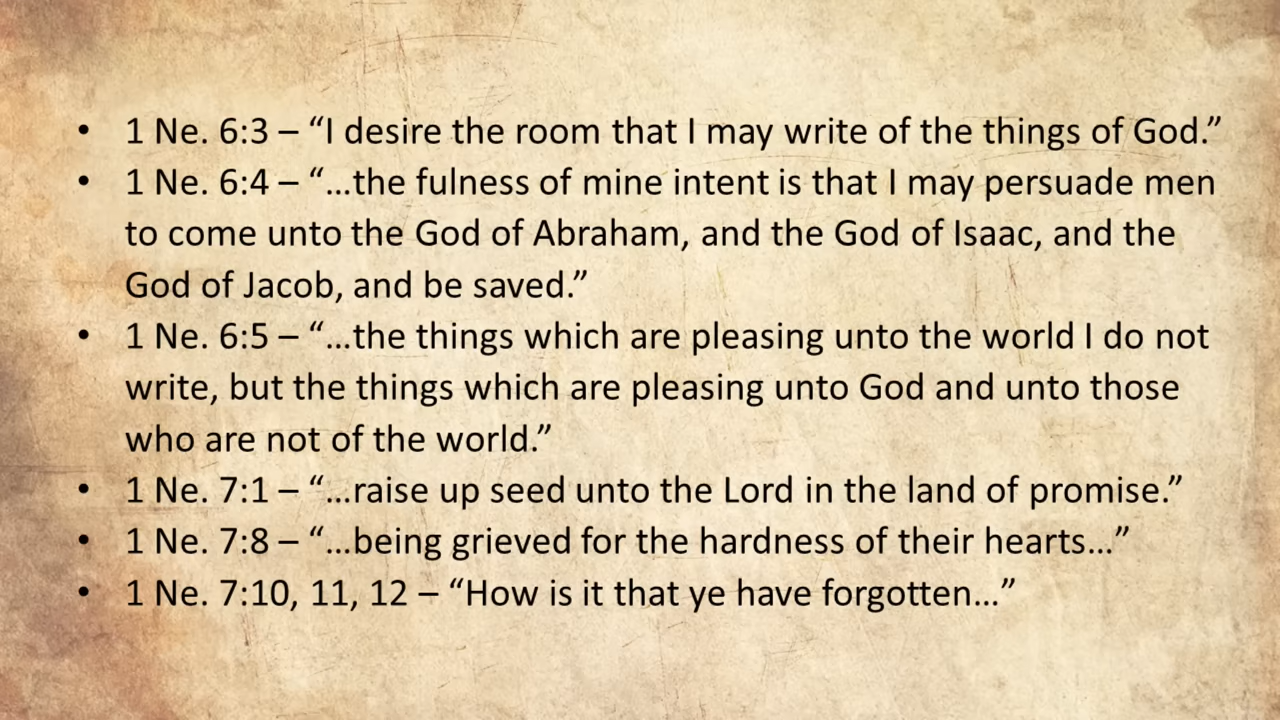 • 1 Ne. 6:3 – “I desire the room that I may write of the things of God.”
• 1 Ne. 6:4 – “…the fulness of mine intent is that I may persuade men
to come unto the God of Abraham, and the God of Isaac, and the
God of Jacob, and be saved.”
• 1 Ne. 6:5 – “…the things which are pleasing unto the world I do not
write, but the things which are pleasing unto God and unto those
who are not of the world.”
• 1 Ne. 7:1 – “…raise up seed unto the Lord in the land of promise.”
• 1 Ne. 7:8 – “…being grieved for the hardness of their hearts…”
• 1 Ne. 7:10, 11, 12 – “How is it that ye have forgotten…”